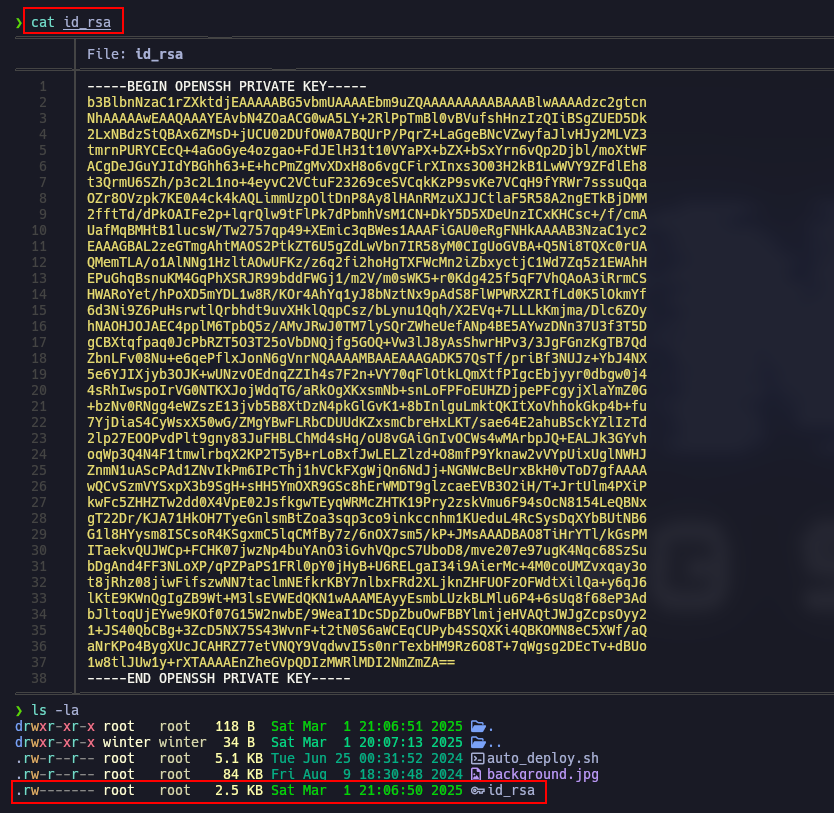 ❯ cat id_rsa
File: id_rsa
1 -----BEGIN OPENSSH PRIVATE KEY-----
2 b3BlbnNzaC1rZXktdjEAAAAABG5vbmUAAAAEbm9uZQAAAAAAAAABAAABlwAAAAdzc2gtcn
3 NhAAAAAwEAAQAAAYEAvbN4ZOaACG0wA5LY+2RlPpTmBl0vBVufshHnzIzQIiBSgZUED5Dk
4 2LxNBdzStQBAx6ZMsD+jUCU02DUfOW0A7BQUrP/PqrZ+LaGgeBNcVZwyfaJlvHJy2MLVZ3
5 tmrnPURYCEcQ+4aGoGye4ozgao+FdJElH31t10VYaPX+bZX+bSxYrn6vQp2Djbl/moXtWF
6 ACgDeJGuYJIdYBGhh63+E+hcPmZgMvXDxH8o6vgCFirXInxs3O03H2kB1LwWVY9ZFdlEh8
7 t3QrmU6SZh/p3c2L1no+4eyvC2VCtuF23269ceSVCqkKzP9svKe7VCqH9fYRWr7sssuQqa
8 OZr8OVzpk7KE0A4ck4kAQLimmUzpOltDnP8Ay8lHAnRMzuXJJCtlaF5R58A2ngETkBjDMM
9 2fftTd/dPkOAIFe2p+lqrQlw9tFlPk7dPbmhVsM1CN+DkY5D5XDeUnzICxKHCsc+/f/cmA
10 UafMqBMHtB1lucsW/Tw2757qp49+XEmic3qBWes1AAAFiGAU0eRgFNHkAAAAB3NzaC1yc2
11 EAAAGBAL2zeGTmgAhtMAOS2PtkZT6U5gZdLwVbn7IR58yM0CIgUoGVBA+Q5Ni8TQXc0rUA
12 QMemTLA/o1AlNNg1HzltAOwUFKz/z6q2fi2hoHgTXFWcMn2iZbxyctjC1Wd7Zq5z1EWAhH
13 EPuGhqBsnuKM4GqPhXSRJR99bddFWGj1/m2V/m0sWK5+r0Kdg425f5qF7VhQAoA3iRrmCS
14 HWARoYet/hPoXD5mYDL1w8R/KOr4AhYq1yJ8bNztNx9pAdS8FlWPWRXZRIfLd0K5lOkmYf
15 6d3Ni9Z6PuHsrwtlQrbhdt9uvXHklQqpCsz/bLynu1Qqh/X2EVq+7LLLkKmjma/Dlc6ZOy
16 hNAOHJOJAEC4pplM6TpbQ5z/AMvJRwJ0TM7lySQrZWheUefANp4BE5AYwzDNn37U3f3T5D
17 gCBXtqfpaq0JcPbRZT5O3T25oVbDNQjfg5GOQ+Vw3lJ8yAsShwrHPv3/3JgFGnzKgTB7Qd
18 ZbnLFv08Nu+e6qePflxJonN6gVnrNQAAAAMBAAEAAAGADK57QsTf/priBf3NUJz+YbJ4NX
19 5e6YJIXjyb3OJK+wUNzvOEdnqZZIh4s7F2n+VY70qFlOtkLQmXtfPIgcEbjyyr0dbgw0j4
20 4sRhIwspoIrVG0NTKXJojWdqTG/aRkOgXKxsmNb+snLoFPFoEUHZDjpePFcgyjXlaYmZ0G
21 +bzNv0RNgg4eWZszE13jvb5B8XtDzN4pkGlGvK1+8bInlguLmktQKItXoVhhokGkp4b+fu
22 7YjDiaS4CyWsxX50wG/ZMgYBwFLRbCDUUdKZxsmCbreHxLKT/sae64E2ahuBSckYZlIzTd
23 2lp27EOOPvdPlt9gny83JuFHBLChMd4sHq/oU8vGAiGnIvOCWs4wMArbpJQ+EALJk3GYvh
24 oqWp3Q4N4F1tmwlrbqX2KP2T5yB+rLoBxfJwLELZlzd+O8mfP9Yknaw2vVYpUixUglNWHJ
25 ZnmN1uAScPAd1ZNvIkPm6IPcThj1hVCkFXgWjQn6NdJj+NGNWcBeUrxBkH0vToD7gfAAAA
26 wQCvSzmVYSxpX3b9SgH+sHH5YmOXR9GSc8hErWMDT9glzcaeEVB3O2iH/T+JrtUlm4PXiP
27 kwFc5ZHHZTw2dd0X4VpE02JsfkgwTEyqWRMcZHTK19Pry2zskVmu6F94sOcN8154LeQBNx
28 gT22Dr/KJA71HkOH7TyeGnlsmBtZoa3sqp3co9inkccnhm1KUeduL4RcSysDqXYbBUtNB6
29 G1l8HYysm8ISCsoR4KSgxmC5lqCMfBy7z/6nOX7sm5/kP+JMsAAADBAO8TiHrYTl/kGsPM
30 ITaekvQUJWCp+FCHK07jwzNp4buYAnO3iGvhVQpcS7UboD8/mve207e97ugK4Nqc68SzSu
31 bDgAnd4FF3NLoXP/qPZPaPS1FRl0pY0jHyB+U6RELgaI34i9AierMc+4M0coUMZvxqay3o
32 t8jRhz08jiwFifszwNN7taclmNEfkrKBY7nlbxFRd2XLjknZHFUOFzOFWdtXilQa+y6qJ6
33 lKtE9KWnQgIgZB9Wt+M3lsEVWEdQKN1wAAAMEAyyEsmbLUzkBLMlu6P4+6sUq8f68eP3Ad
34 bJltoqUjEYwe9KOf07G15W2nwbE/9WeaI1DcSDpZbuOwFBBYlmijeHVAQtJWJgZcpsOyy2
35 1+JS40QbCBg+3ZcD5NX75S43WvnF+t2tN0S6aWCEqCUPyb4SSQXKi4QBKOMN8eC5XWf/aQ
36 aNrKPo4BygXUcJCAHRZ77etVNQY9VqdwvI5s0nrTexbHM9Rz6O8T+7qWgsg2DEcTv+dBUo
37 1w8tlJUw1y+rXTAAAAEnZheGVpQDIzMWRlMDI2NmZmZA==
38 -----END OPENSSH PRIVATE KEY-----
❯ ls -la
drwxr-xr-x root root 118 B Sat Mar 1 21:06:51 2025 .
drwxr-xr-x winter winter 34 B Sat Mar 1 20:07:13 2025 ..
.rw-r--r-- root root 5.1 KB Tue Jun 25 00:31:52 2024 auto_deploy.sh
.rw-r--r-- root root 84 KB Fri Aug 9 18:30:48 2024 background.jpg
.rw------- root root 2.5 KB Sat Mar 1 21:06:50 2025 id_rsa